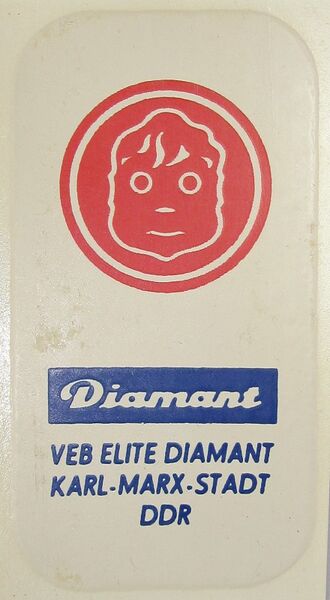 Diamant
VEB ELITE DIAMANT
KARL-MARX-STADT
DDR